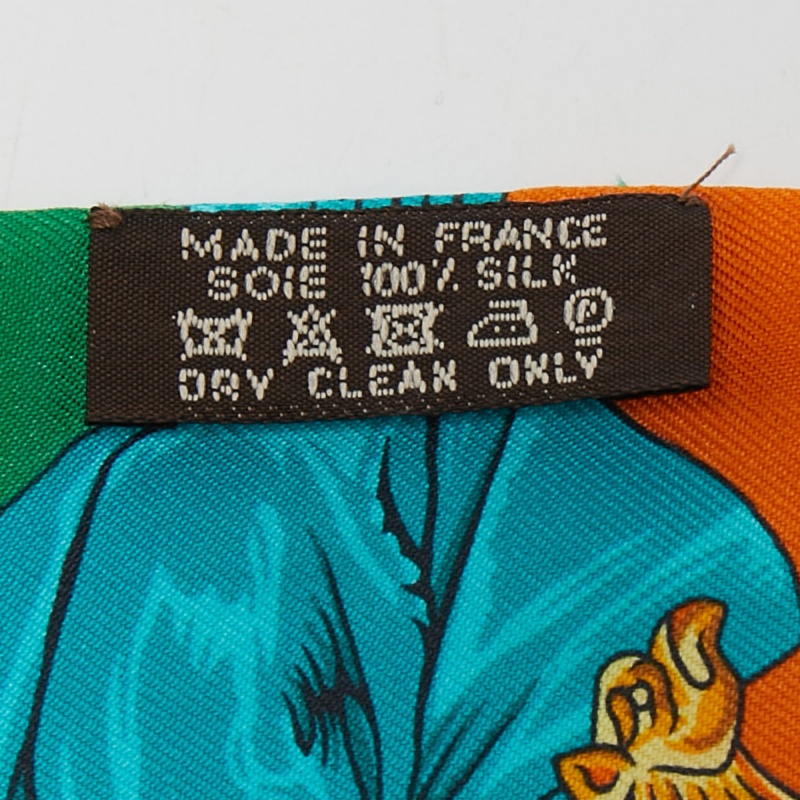 MADE IN FRANCE
SOIE 100% SILK
P
DRY CLEAN ONLY